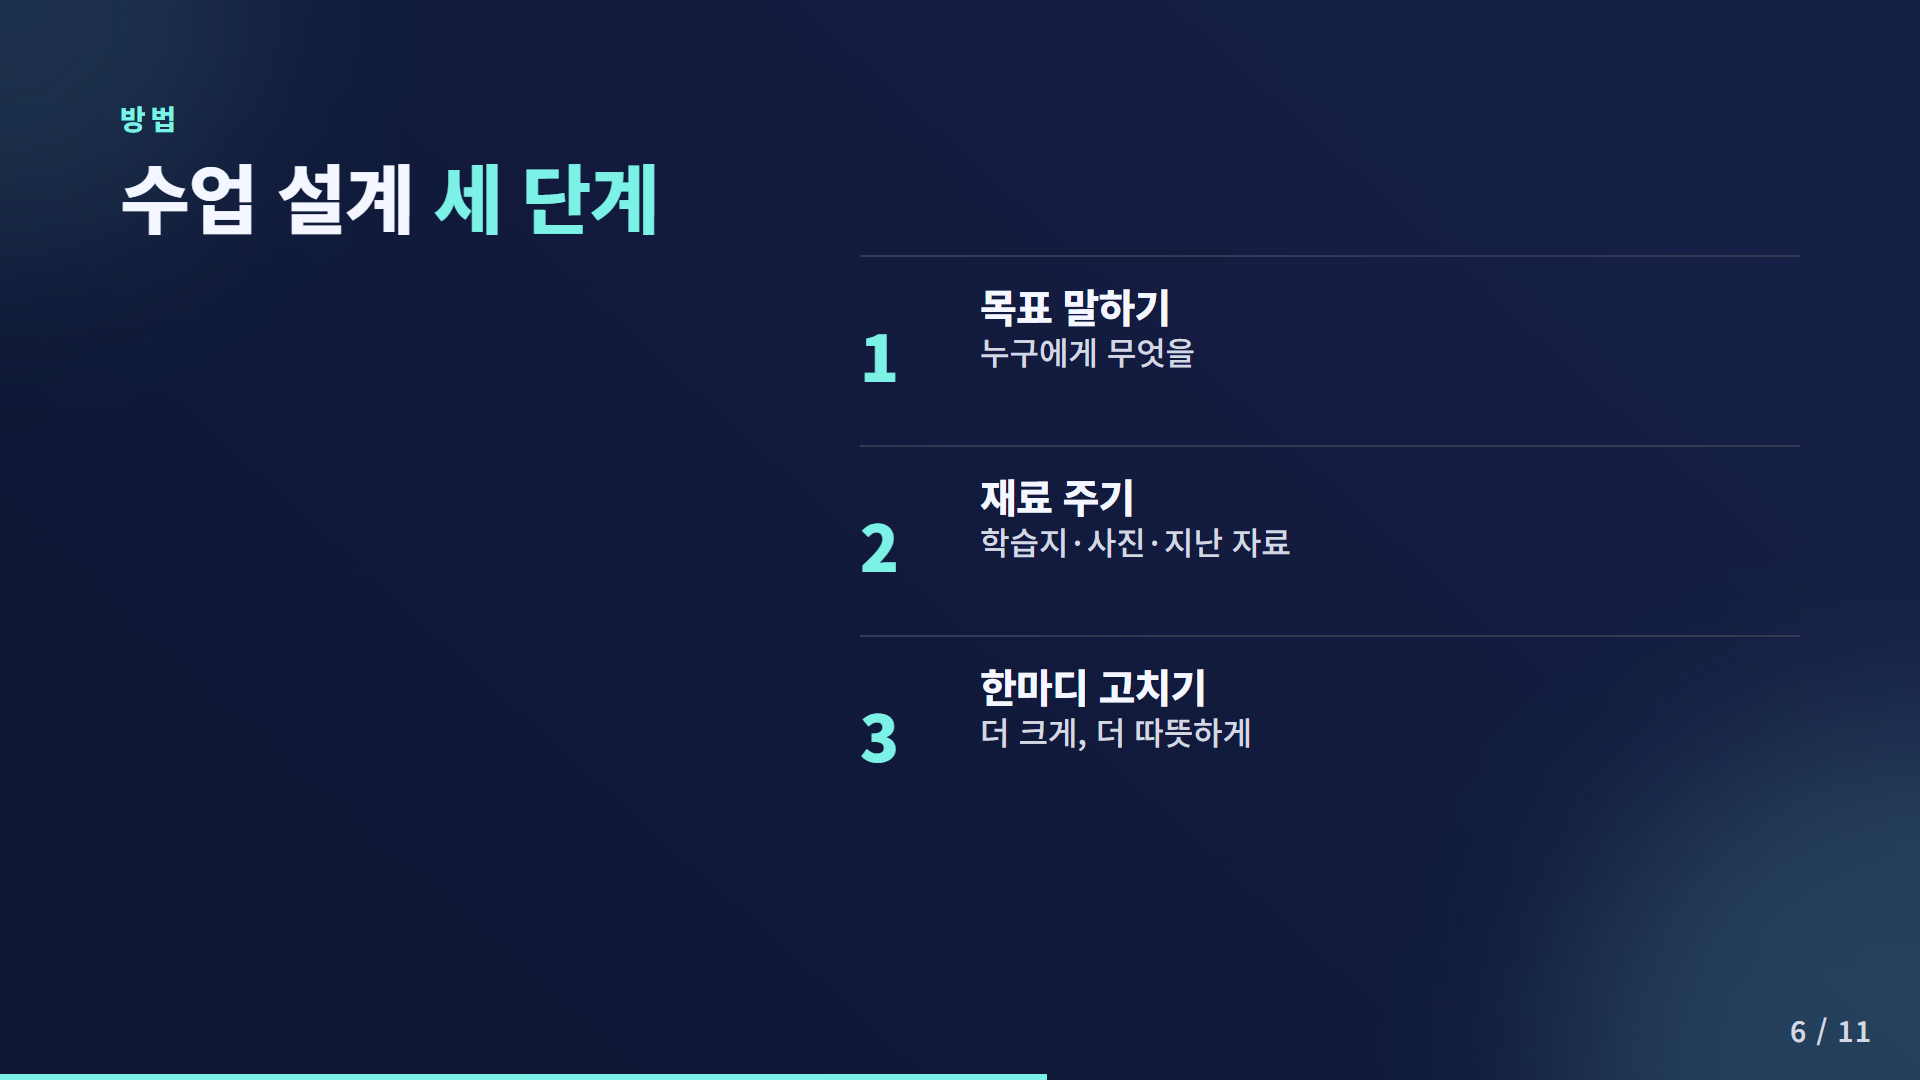 방법
수업 설계 세 단계
1
목표 말하기
누구에게 무엇을
2
재료 주기
학습지·사진·지난 자료
3
한마디 고치기
더 크게, 더 따뜻하게
6 / 11